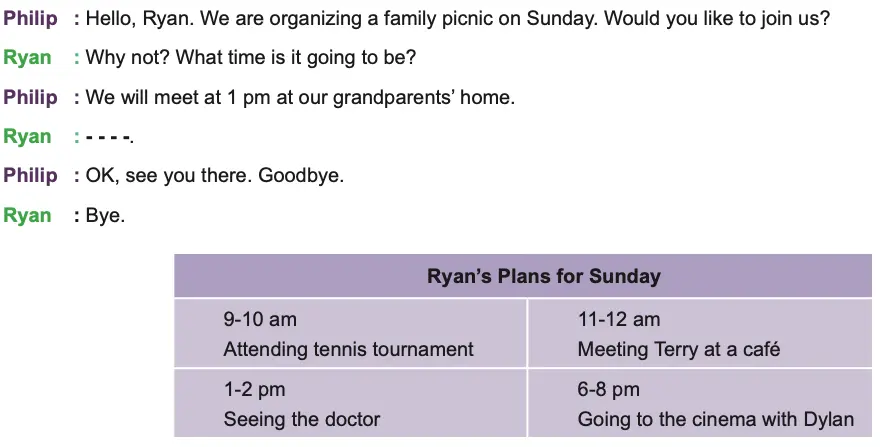 Philip : Hello, Ryan. We are organizing a family picnic on Sunday. Would you like to join us?
Ryan : Why not? What time is it going to be?
Philip : We will meet at 1 pm at our grandparents’ home.
Ryan : - - - -.
Philip : OK, see you there. Goodbye.
Ryan : Bye.
Ryan’s Plans for Sunday
9-10 am
Attending tennis tournament
11-12 am
Meeting Terry at a café
1-2 pm
Seeing the doctor
6-8 pm
Going to the cinema with Dylan